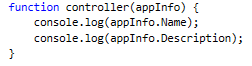 function controller(appInfo) {
    console.log(appInfo.Name);
    console.log(appInfo.Description);
}